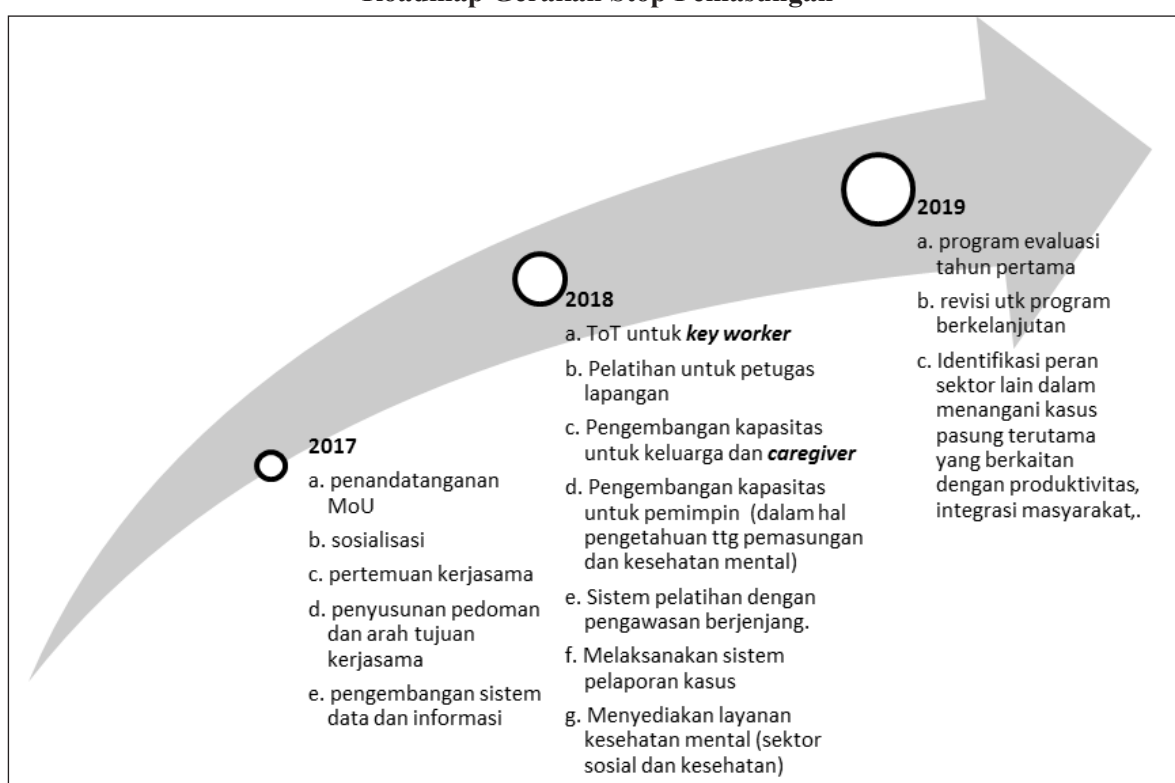 Roadmap Gerakan Stop Pemasungan
2017
a. penandatanganan
MoU
b. sosialisasi
c. pertemuan kerjasama
d. penyusunan pedoman
dan arah tujuan
kerjasama
e. pengembangan sistem
data dan informasi
2018
a. ToT untuk key worker
b. Pelatihan untuk petugas
lapangan
c. Pengembangan kapasitas
untuk keluarga dan caregiver
d. Pengembangan kapasitas
untuk pemimpin (dalam hal
pengetahuan ttg pemasungan
dan kesehatan mental)
e. Sistem pelatihan dengan
pengawasan berjenjang.
f. Melaksanakan sistem
pelaporan kasus
g. Menyediakan layanan
kesehatan mental (sektor
sosial dan kesehatan)
2019
a. program evaluasi
tahun pertama
b. revisi utk program
berkelanjutan
c. Identifikasi peran
sektor lain dalam
menangani kasus
pasung terutama
yang berkaitan
dengan produktivitas,
integrasi masyarakat,.